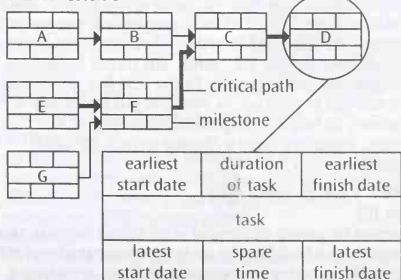 A
B
C
D
critical path
E
F
milestone
G
earliest
start date
duration
of task
earliest
finish date
task
latest
start date
spare
time
latest
finish date